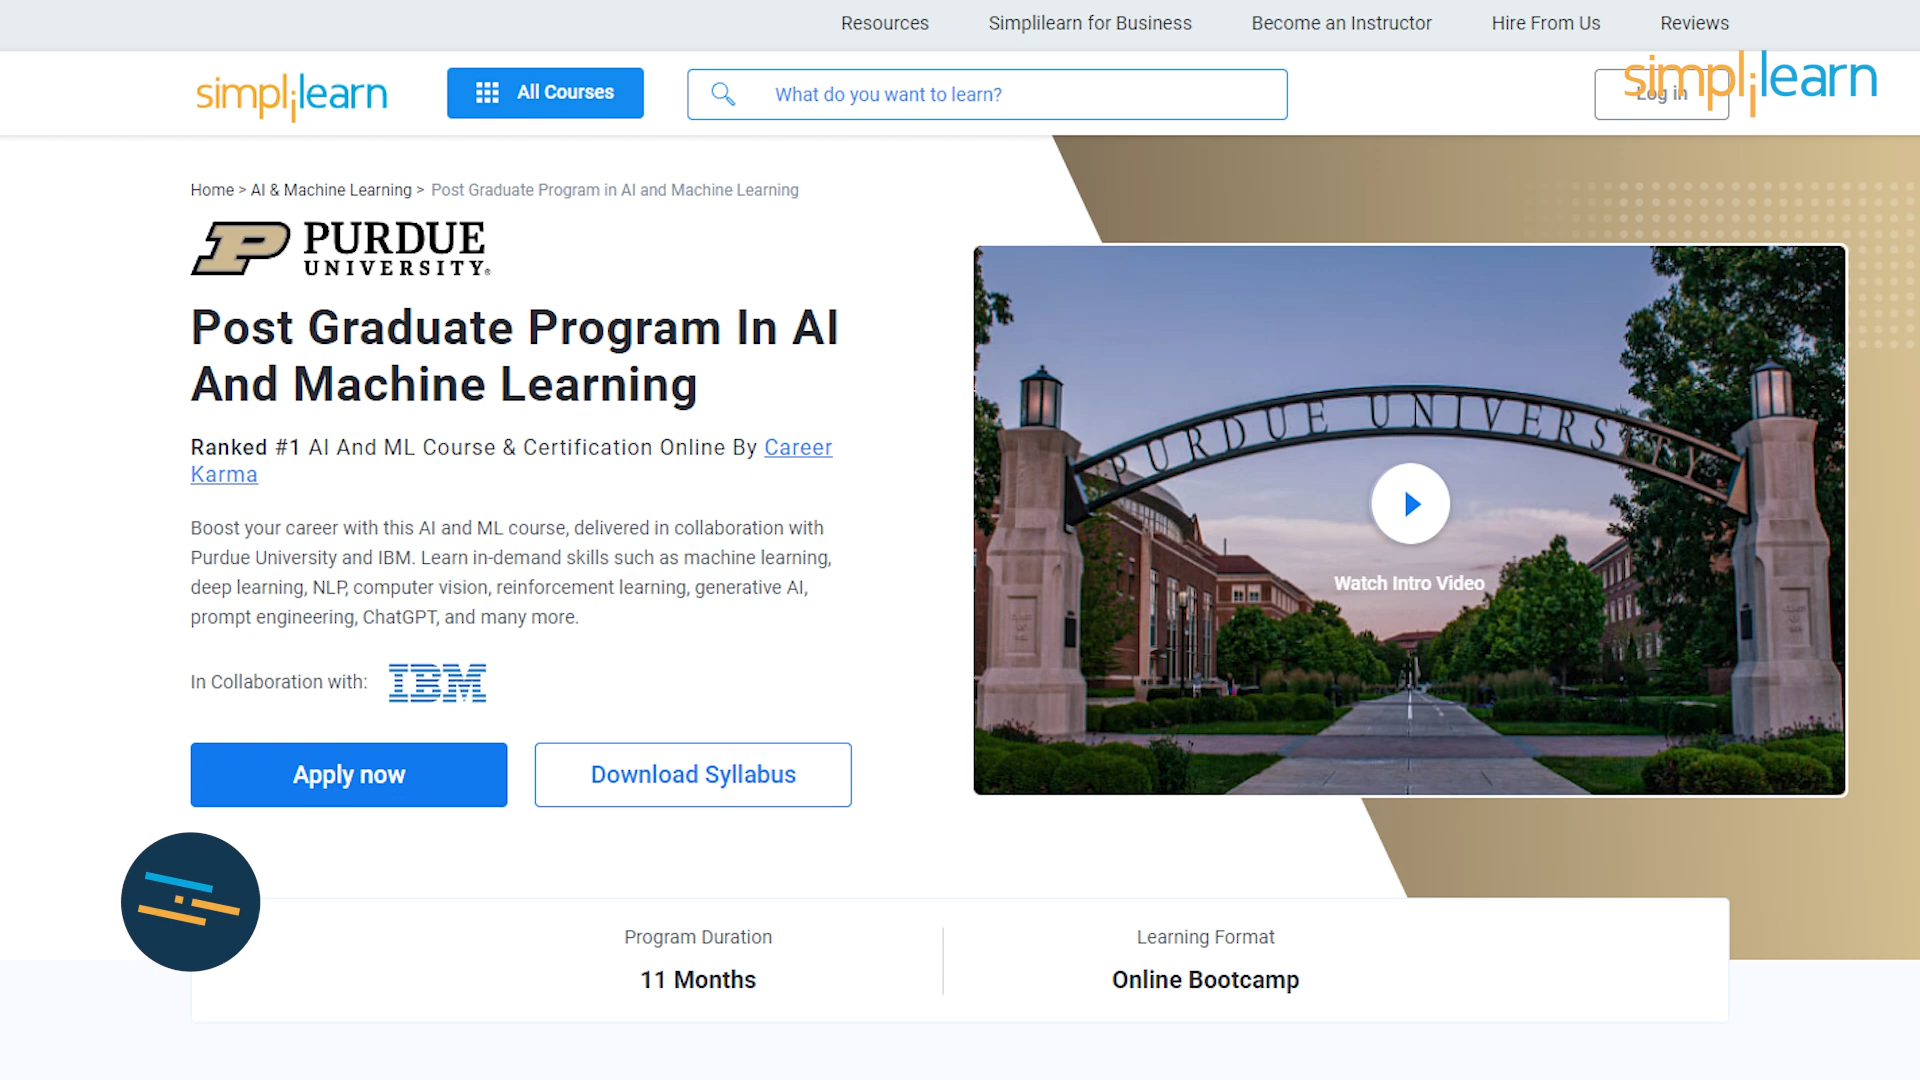 Resources Simplilearn for Business Become an Instructor Hire From Us Reviews
simplilearn All Courses What do you want to learn? Log in simplilearn
Home > AI & Machine Learning > Post Graduate Program in AI and Machine Learning
PURDUE
UNIVERSITY®
Post Graduate Program In AI
And Machine Learning
Ranked #1 AI And ML Course & Certification Online By Career
Karma
Boost your career with this AI and ML course, delivered in collaboration with
Purdue University and IBM. Learn in-demand skills such as machine learning,
deep learning, NLP, computer vision, reinforcement learning, generative AI,
prompt engineering, ChatGPT, and many more.
In Collaboration with: IBM
Apply now Download Syllabus
PURDUE UNIVERSITY
Watch Intro Video
Program Duration
11 Months
Learning Format
Online Bootcamp